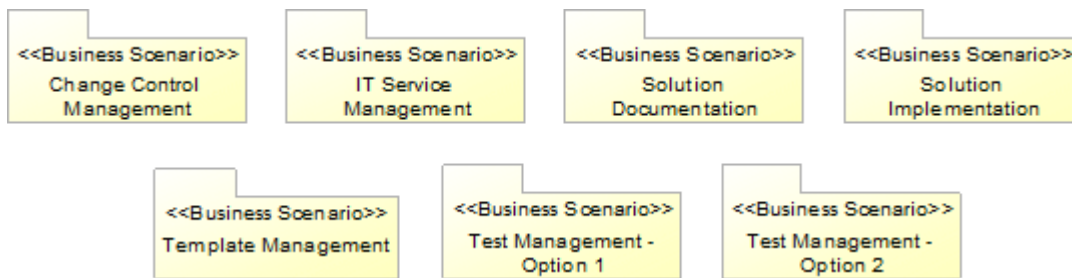 <<Business Scenario>>
Change Control
Management
<<Business Scenario>>
IT Service
Management
<<Business Scenario>>
Solution
Documentation
<<Business Scenario>>
Solution
Implementation
<<Business Scenario>>
Template Management
<<Business Scenario>>
Test Management -
Option 1
<<Business Scenario>>
Test Management -
Option 2